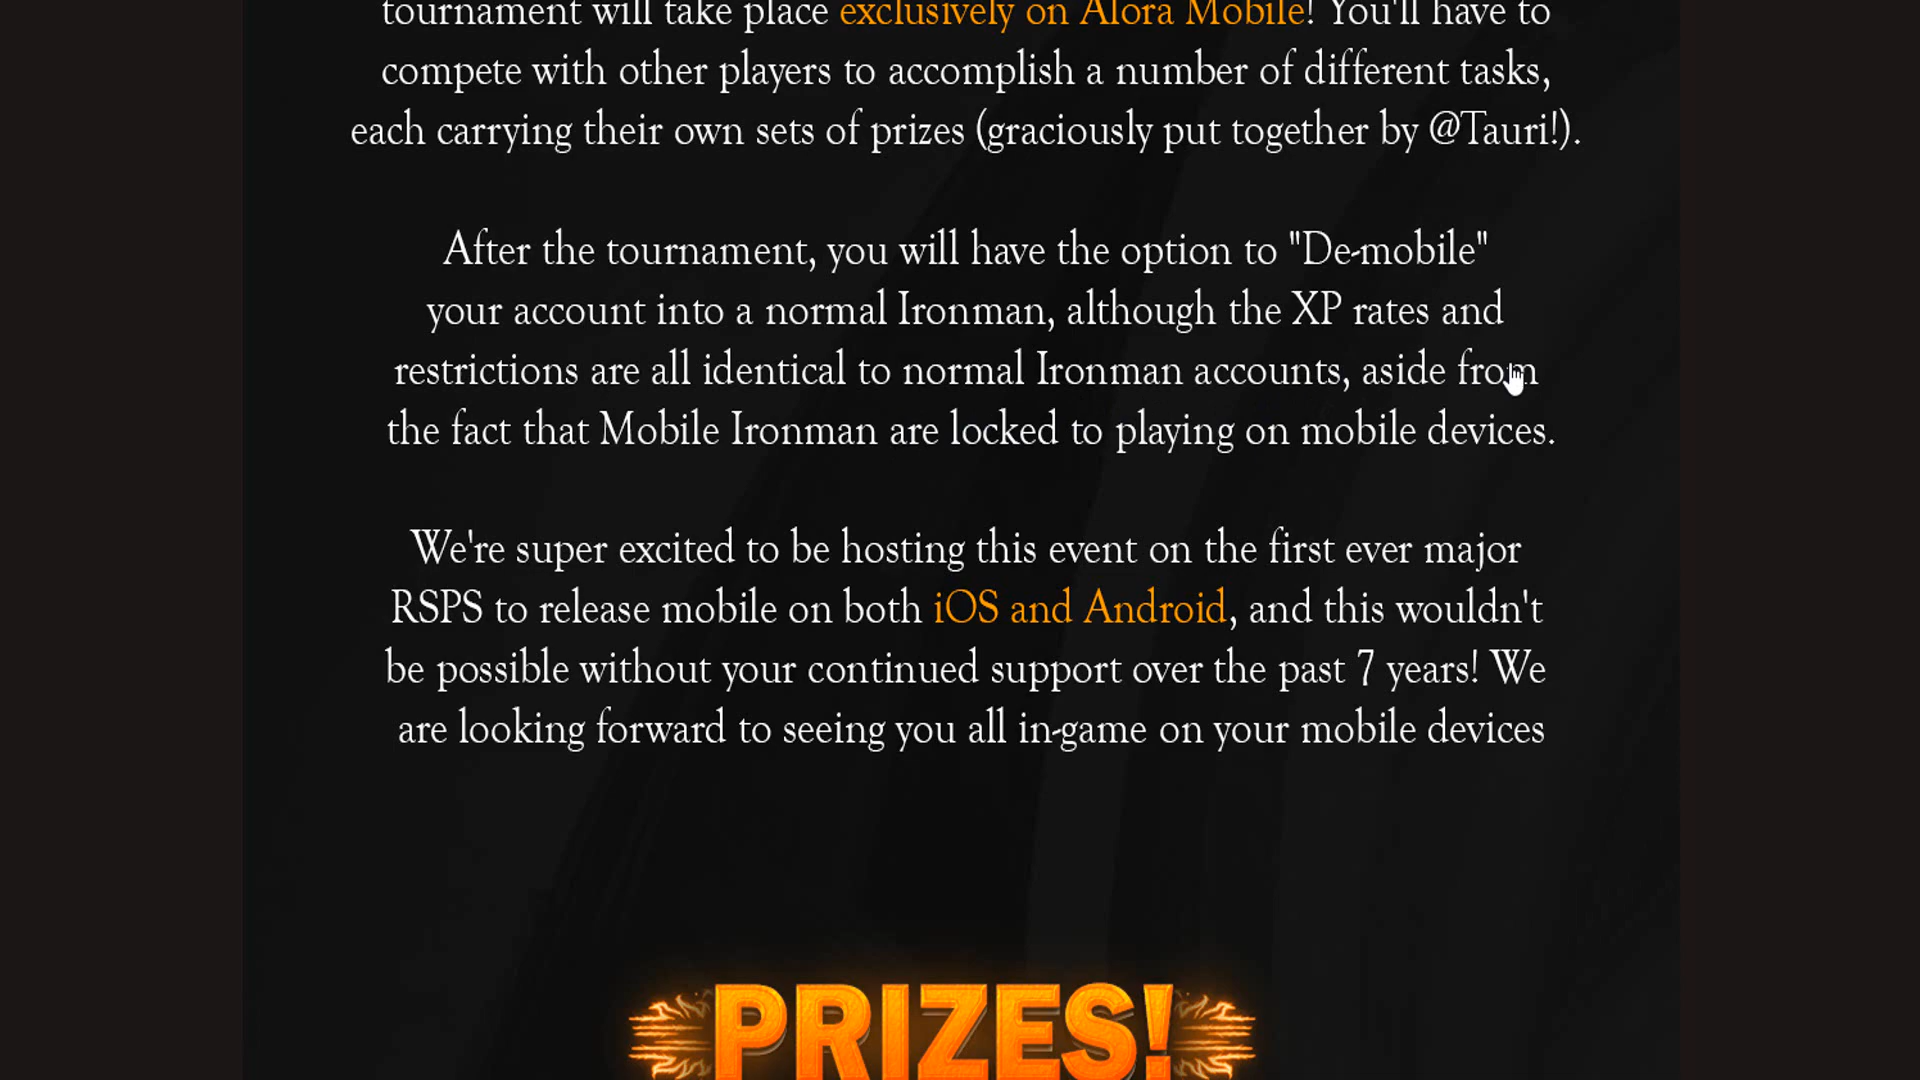 tournament will take place exclusively on Alora Mobile! You'll have to
compete with other players to accomplish a number of different tasks,
each carrying their own sets of prizes (graciously put together by @Tauri!).
After the tournament, you will have the option to "De-mobile"
your account into a normal Ironman, although the XP rates and
restrictions are all identical to normal Ironman accounts, aside from
the fact that Mobile Ironman are locked to playing on mobile devices.
We're super excited to be hosting this event on the first ever major
RSPS to release mobile on both iOS and Android, and this wouldn't
be possible without your continued support over the past 7 years! We
are looking forward to seeing you all in-game on your mobile devices
PRIZES!